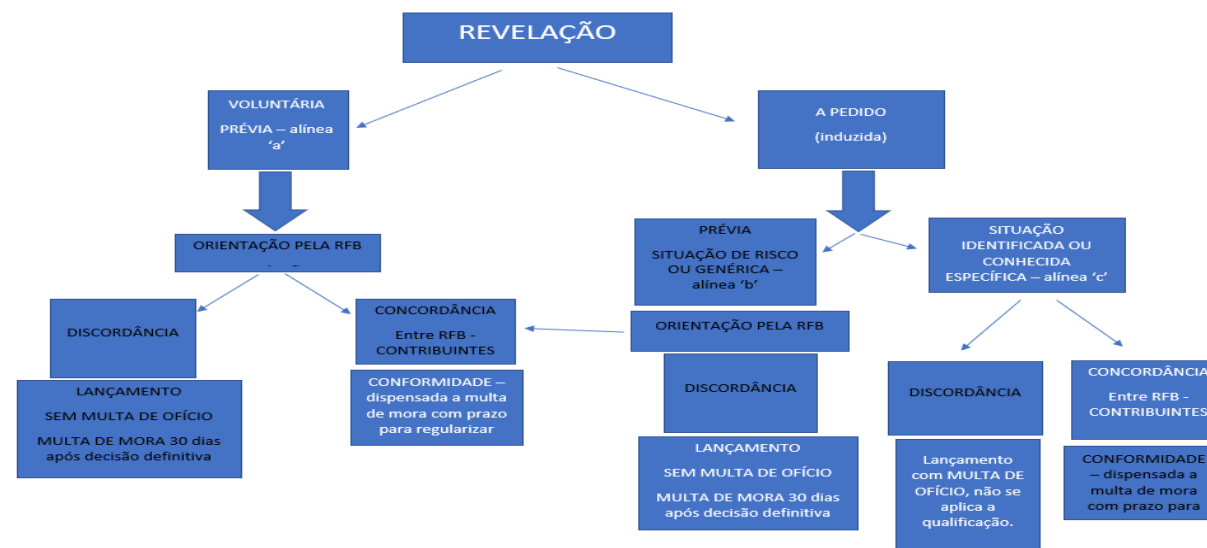 REVELAÇÃO
VOLUNTÁRIA
PRÉVIA – alínea
‘a’
A PEDIDO
(induzida)
ORIENTAÇÃO PELA RFB
PRÉVIA
SITUAÇÃO DE RISCO
OU GENÉRICA –
alínea ‘b’
SITUAÇÃO
IDENTIFICADA OU
CONHECIDA
ESPECÍFICA – alínea ‘c’
DISCORDÂNCIA
CONCORDÂNCIA
Entre RFB -
CONTRIBUINTES
ORIENTAÇÃO PELA RFB
DISCORDÂNCIA
DISCORDÂNCIA
CONCORDÂNCIA
Entre RFB -
CONTRIBUINTES
LANÇAMENTO
SEM MULTA DE OFÍCIO
MULTA DE MORA 30 dias
após decisão definitiva
CONFORMIDADE –
dispensada a multa
de mora com prazo
para regularizar
LANÇAMENTO
SEM MULTA DE OFÍCIO
MULTA DE MORA 30 dias
após decisão definitiva
Lançamento
com MULTA DE
OFÍCIO, não se
aplica a
qualificação.
CONFORMIDADE
– dispensada a
multa de mora
com prazo para